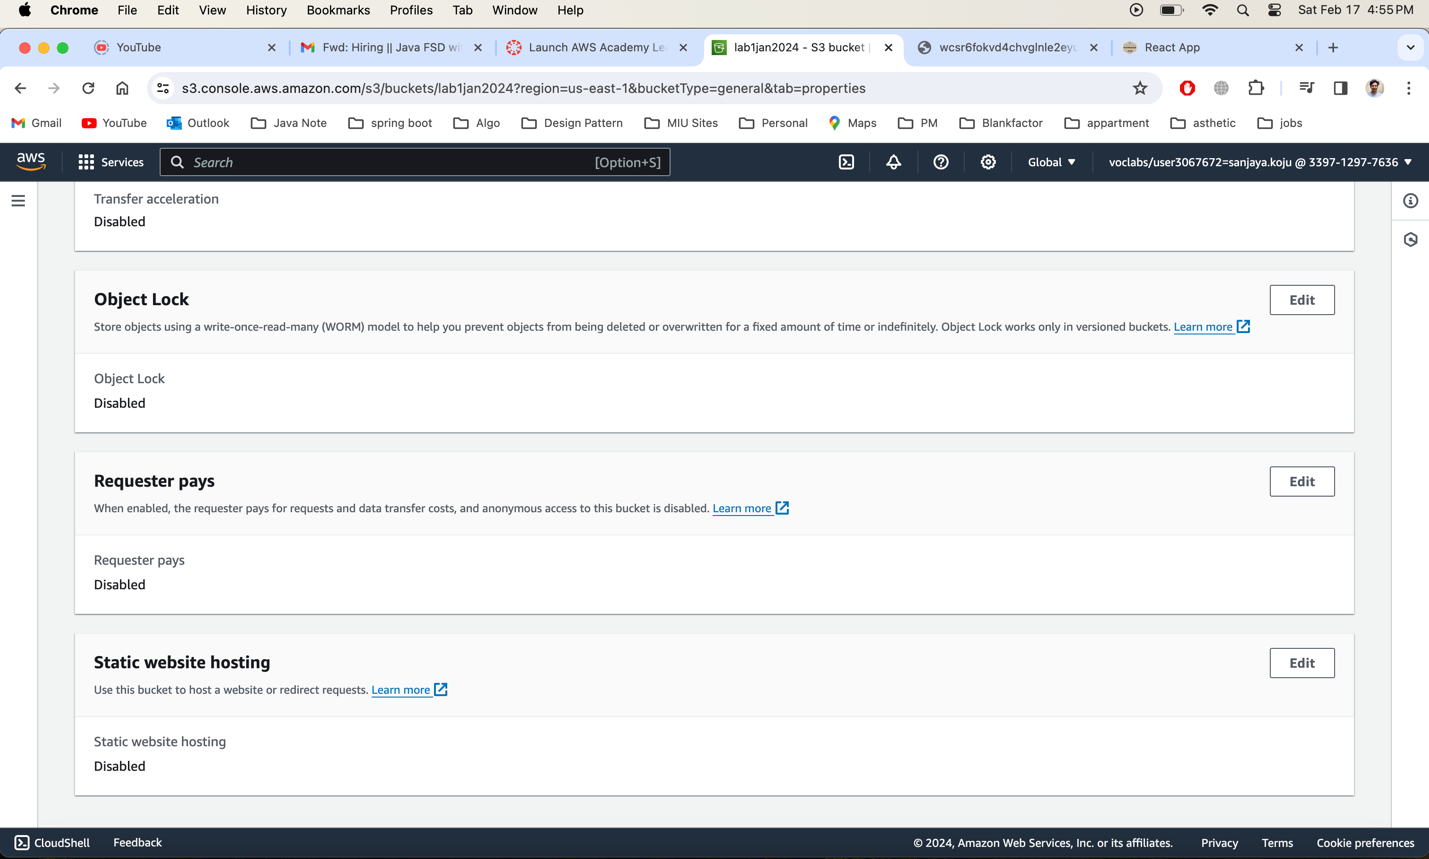 Chrome File Edit View History Bookmarks Profiles Tab Window Help Sat Feb 17 4:55 PM
YouTube Fwd: Hiring || Java FSD wi Launch AWS Academy Le lab1jan2024 - S3 bucket wcsr6fokvd4chvglnle2eyu React App
s3.console.aws.amazon.com/s3/buckets/lab1jan2024?region=us-east-1&bucketType=general&tab=properties
Gmail YouTube Outlook Java Note spring boot Algo Design Pattern MIU Sites Personal Maps PM Blankfactor appartment asthetic jobs
aws Services Search [Option+S] Global voclabs/user3067672=sanjaya.koju @ 3397-1297-7636
Transfer acceleration
Disabled
Object Lock
Edit
Store objects using a write-once-read-many (WORM) model to help you prevent objects from being deleted or overwritten for a fixed amount of time or indefinitely. Object Lock works only in versioned buckets. Learn more
Object Lock
Disabled
Requester pays
Edit
When enabled, the requester pays for requests and data transfer costs, and anonymous access to this bucket is disabled. Learn more
Requester pays
Disabled
Static website hosting
Edit
Use this bucket to host a website or redirect requests. Learn more
Static website hosting
Disabled
CloudShell Feedback © 2024, Amazon Web Services, Inc. or its affiliates. Privacy Terms Cookie preferences